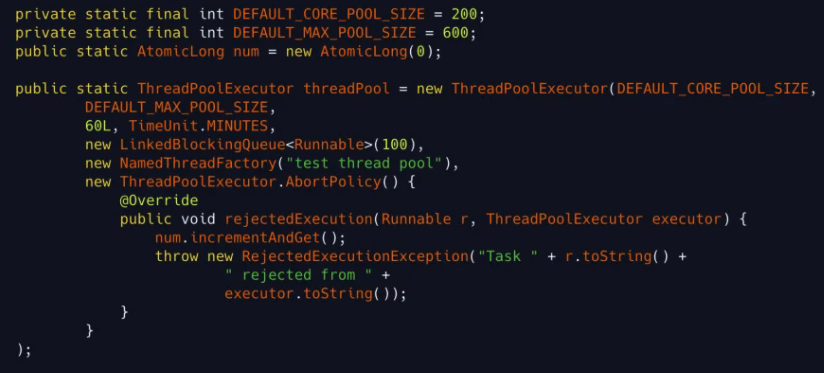 private static final int DEFAULT_CORE_POOL_SIZE = 200;
private static final int DEFAULT_MAX_POOL_SIZE = 600;
public static AtomicLong num = new AtomicLong(0);
public static ThreadPoolExecutor threadPool = new ThreadPoolExecutor(DEFAULT_CORE_POOL_SIZE,
DEFAULT_MAX_POOL_SIZE,
60L, TimeUnit.MINUTES,
new LinkedBlockingQueue<Runnable>(100),
new NamedThreadFactory("test thread pool"),
new ThreadPoolExecutor.AbortPolicy() {
@Override
public void rejectedExecution(Runnable r, ThreadPoolExecutor executor) {
num.incrementAndGet();
throw new RejectedExecutionException("Task " + r.toString() +
" rejected from " +
executor.toString());
}
}
);